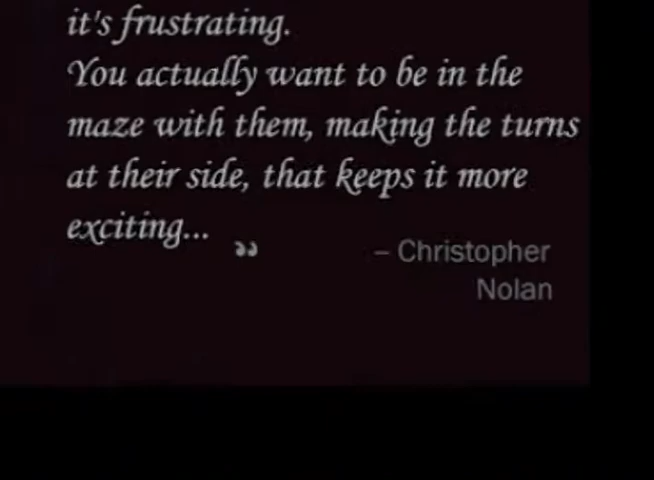 it's frustrating.
You actually want to be in the
maze with them, making the turns
at their side, that keeps it more
exciting... ”
– Christopher
Nolan